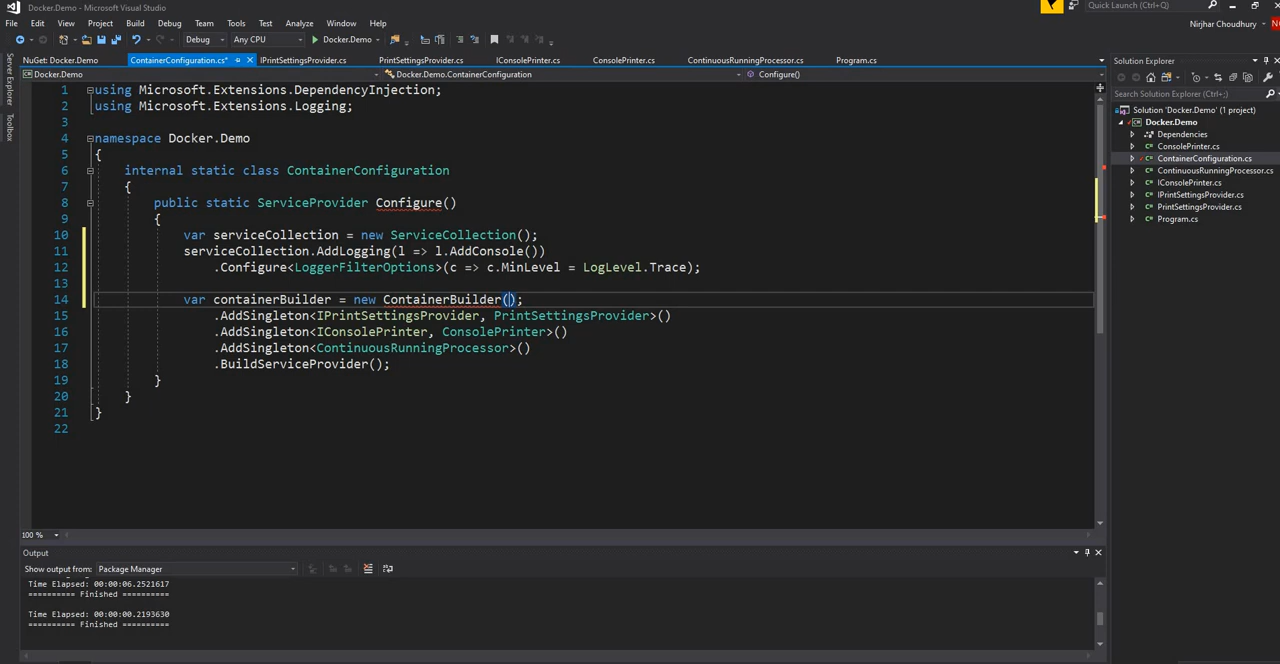 Docker.Demo - Microsoft Visual Studio
Quick Launch (Ctrl+Q)
File Edit View Project Build Debug Team Tools Test Analyze Window Help
Nirjhar Choudhury
Debug Any CPU Docker.Demo
NuGet: Docker.Demo ContainerConfiguration.cs* IPrintSettingsProvider.cs PrintSettingsProvider.cs IConsolePrinter.cs ConsolePrinter.cs ContinuousRunningProcessor.cs Program.cs
Docker.Demo Docker.Demo.ContainerConfiguration Configure()
Server Explorer
Toolbox
1 using Microsoft.Extensions.DependencyInjection;
2 using Microsoft.Extensions.Logging;
3
4 namespace Docker.Demo
5 {
6 internal static class ContainerConfiguration
7 {
8 public static ServiceProvider Configure()
9 {
10 var serviceCollection = new ServiceCollection();
11 serviceCollection.AddLogging(l => l.AddConsole())
12 .Configure<LoggerFilterOptions>(c => c.MinLevel = LogLevel.Trace);
13
14 var containerBuilder = new ContainerBuilder();
15 .AddSingleton<IPrintSettingsProvider, PrintSettingsProvider>()
16 .AddSingleton<IConsolePrinter, ConsolePrinter>()
17 .AddSingleton<ContinuousRunningProcessor>()
18 .BuildServiceProvider();
19 }
20 }
21 }
22
100 %
Solution Explorer
Search Solution Explorer (Ctrl+;)
Solution 'Docker.Demo' (1 project)
Docker.Demo
Dependencies
ConsolePrinter.cs
ContainerConfiguration.cs
ContinuousRunningProcessor.cs
IConsolePrinter.cs
IPrintSettingsProvider.cs
PrintSettingsProvider.cs
Program.cs
Output
Show output from: Package Manager
Time Elapsed: 00:00:06.2521617
========== Finished ==========
Time Elapsed: 00:00:00.2193630
========== Finished ==========